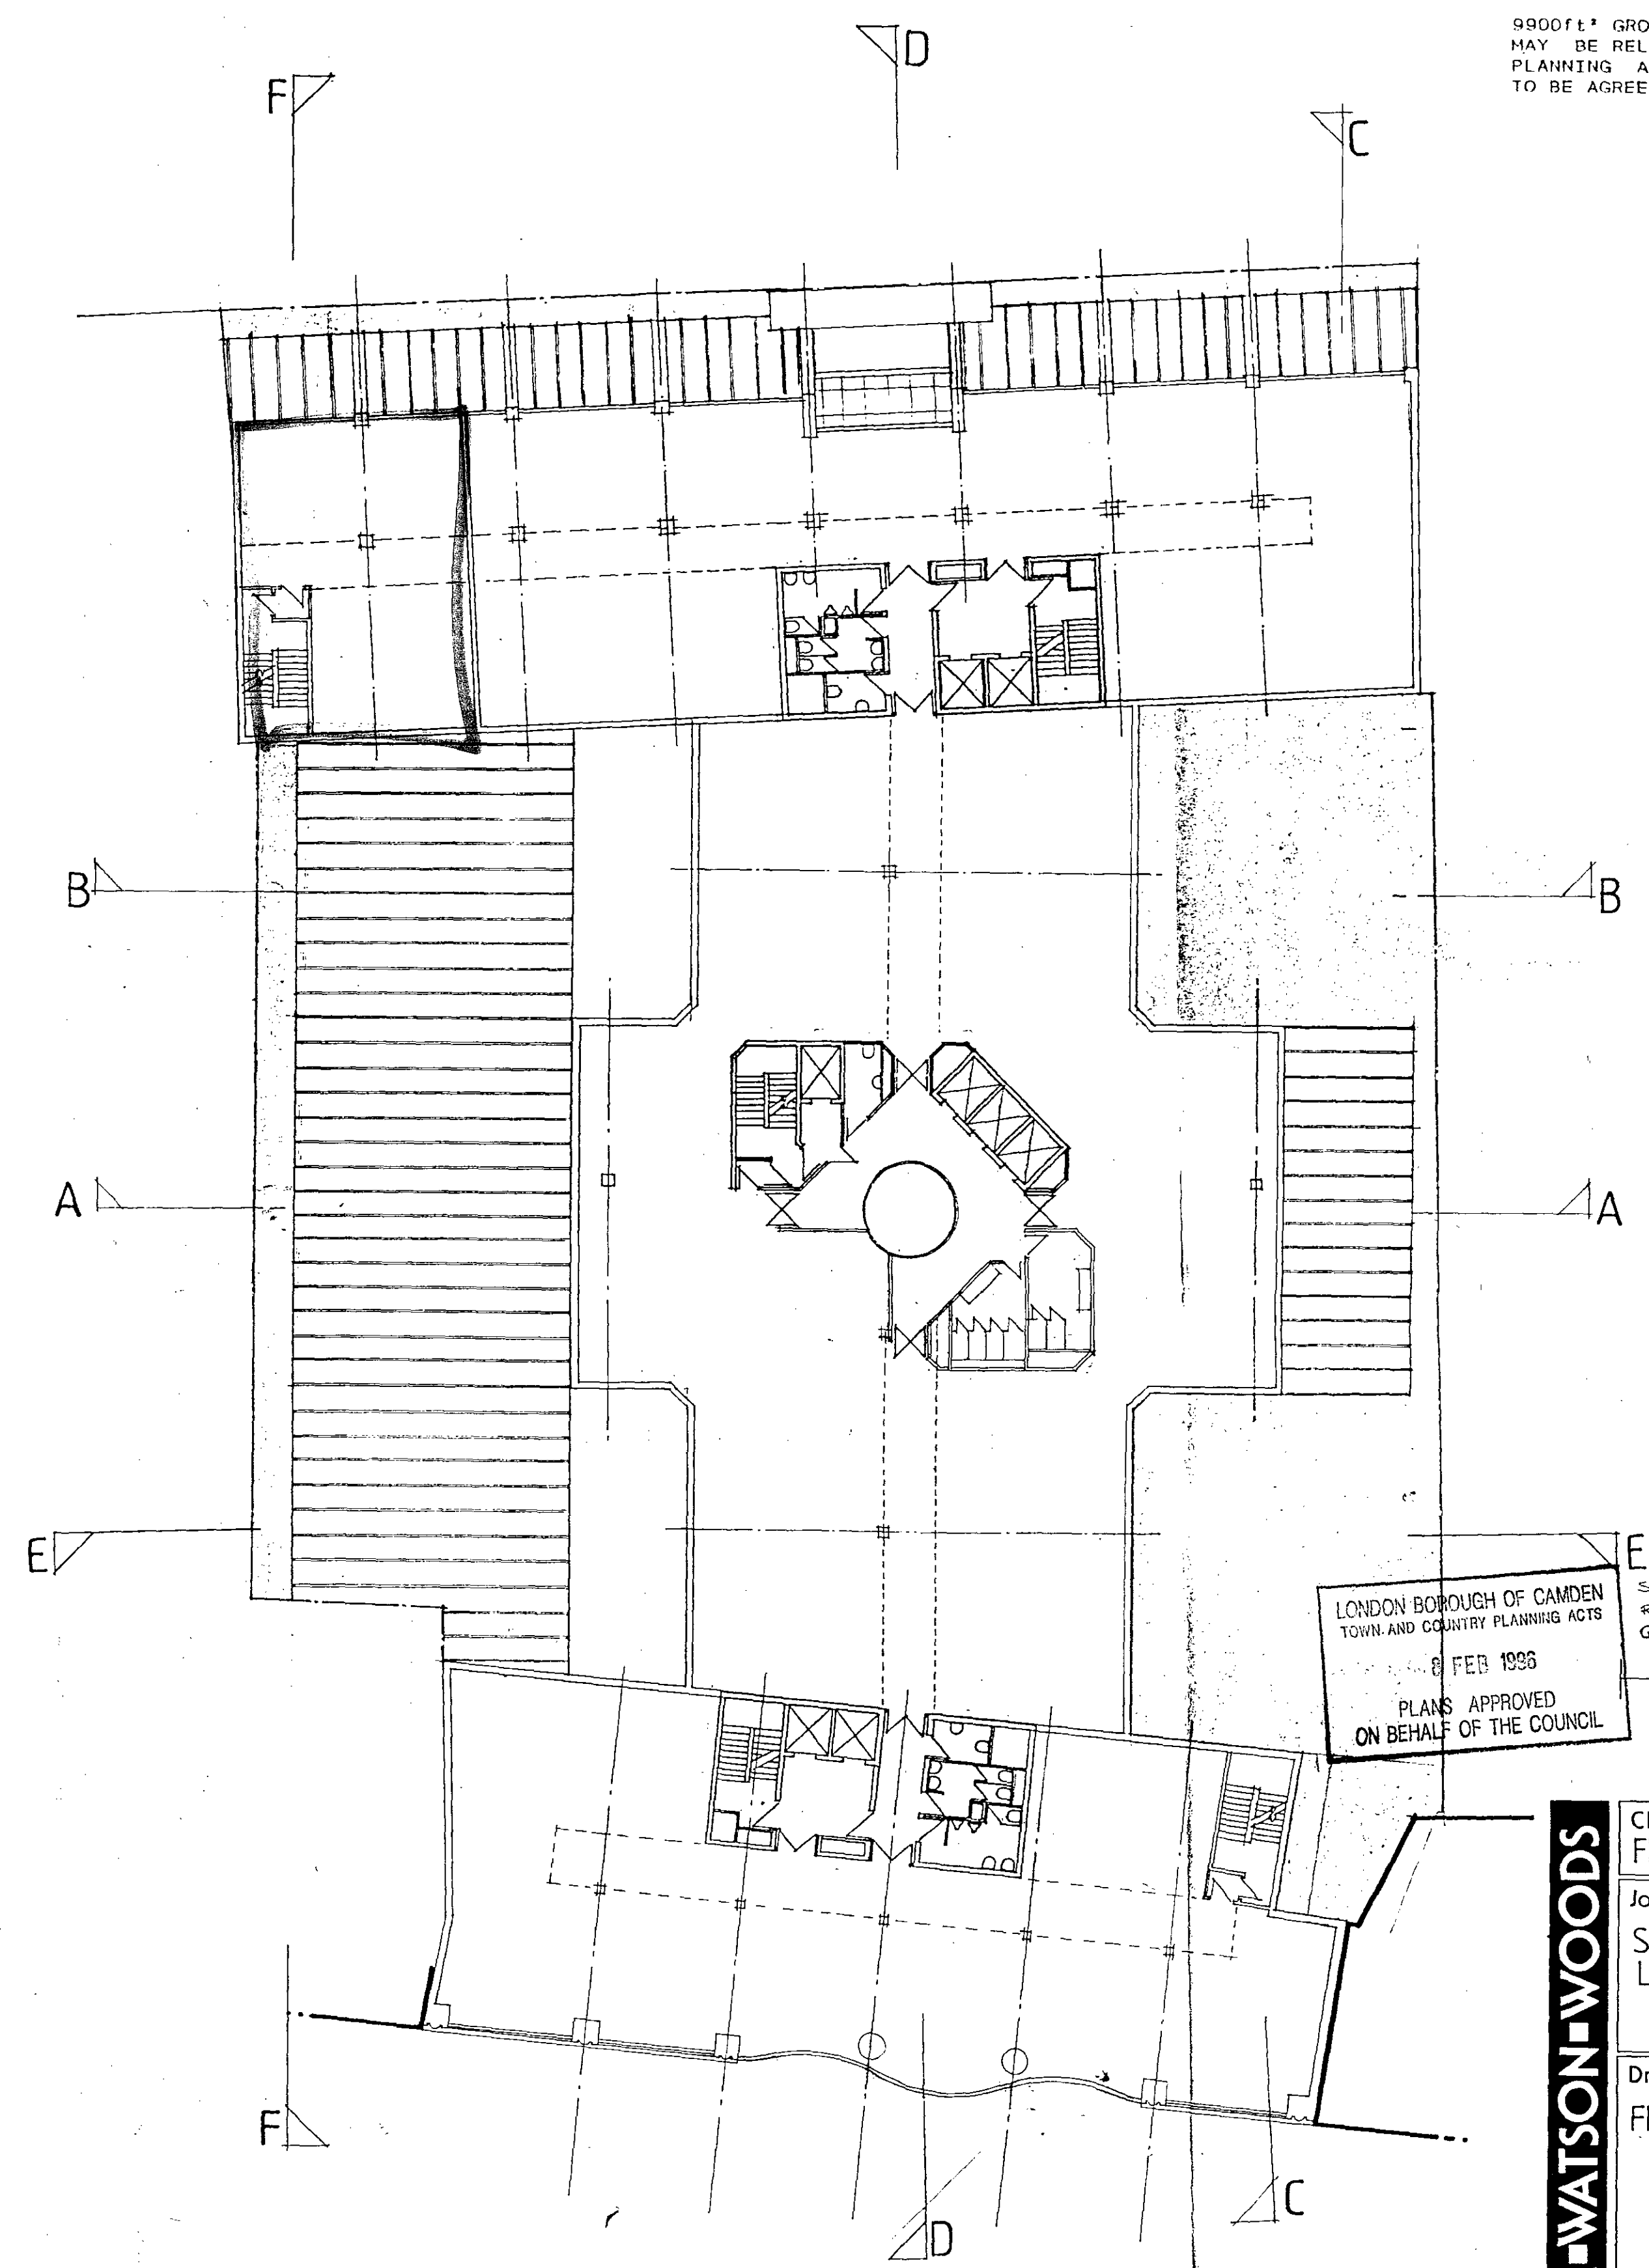 9900ft² GRO
MAY BE REL
PLANNING A
TO BE AGREE
D
F
C
B
B
A
A
E
E
LONDON BOROUGH OF CAMDEN
TOWN AND COUNTRY PLANNING ACTS
8 FEB 1996
PLANS APPROVED
ON BEHALF OF THE COUNCIL
S
G
F
S
L
Dr
WATSON WOODS
F
C
D